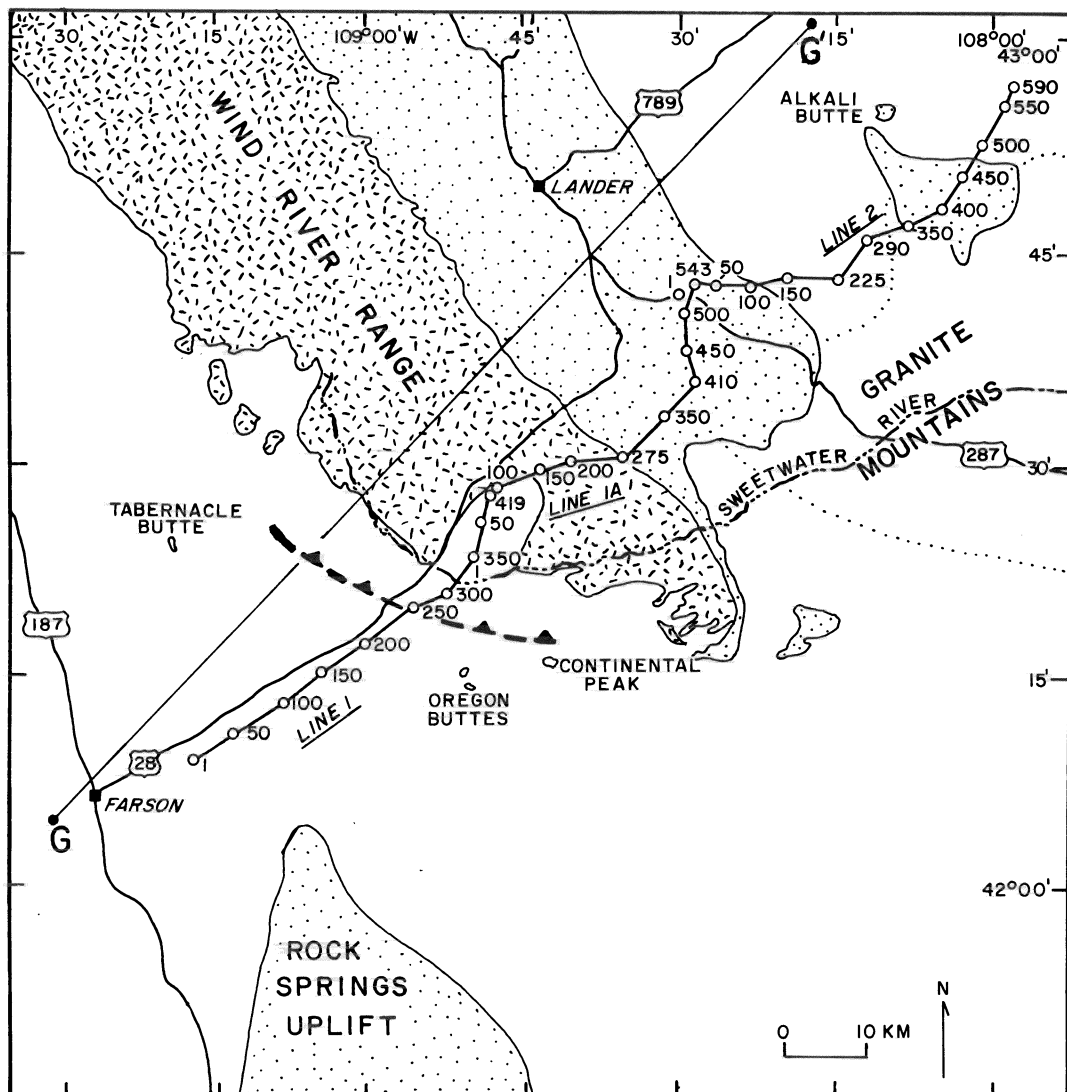 30'
109°00' W
45'
30'
G'
15'
108°00'
43°00'
WIND RIVER RANGE
789
ALKALI
BUTTE
590
550
500
450
400
350
290
LINE 2
LANDER
45'
543
50
1
100
150
225
500
450
410
350
275
GRANITE
MOUNTAINS
SWEETWATER RIVER
287
30'
100
150
200
419
LINE 1A
50
350
300
250
200
150
100
50
1
LINE 1
TABERNACLE
BUTTE
187
CONTINENTAL
PEAK
OREGON
BUTTES
15'
28
FARSON
G
42°00'
ROCK
SPRINGS
UPLIFT
N
0 10 KM